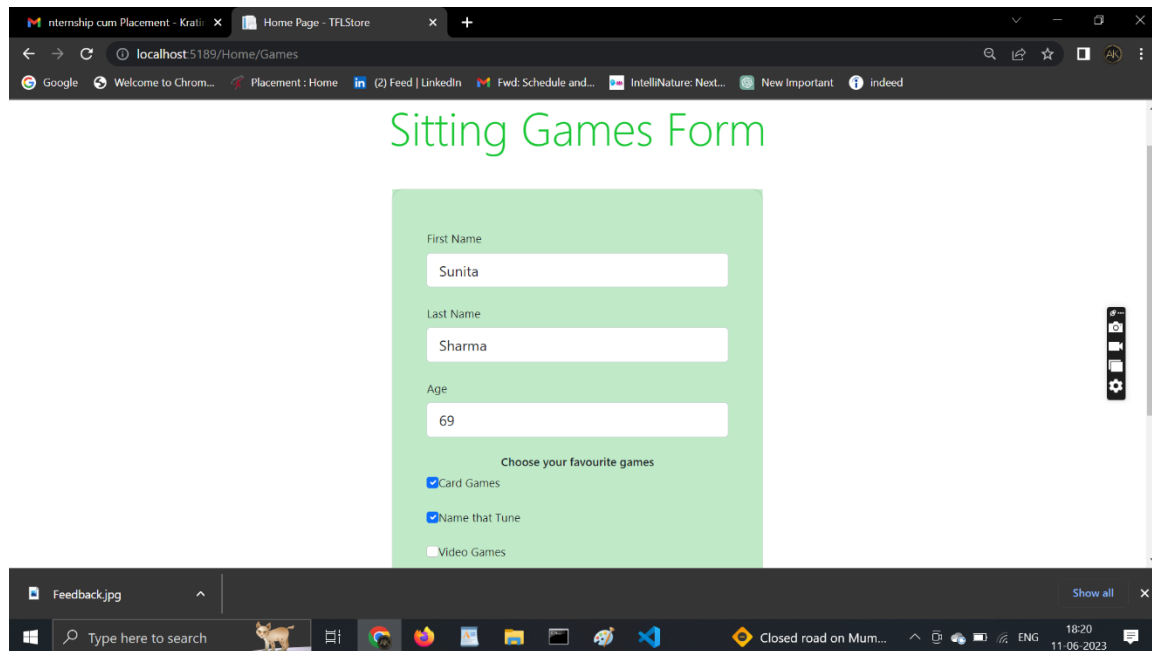 nternship cum Placement - Kratin
Home Page - TFLStore
localhost:5189/Home/Games
AK
Google
Welcome to Chrom...
Placement : Home
in (2) Feed | LinkedIn
Fwd: Schedule and...
IntelliNature: Next...
New Important
indeed
Sitting Games Form
First Name
Sunita
Last Name
Sharma
Age
69
Choose your favourite games
Card Games
Name that Tune
Video Games
Feedback.jpg
Show all
Type here to search
Closed road on Mum...
ENG
18:20
11-06-2023